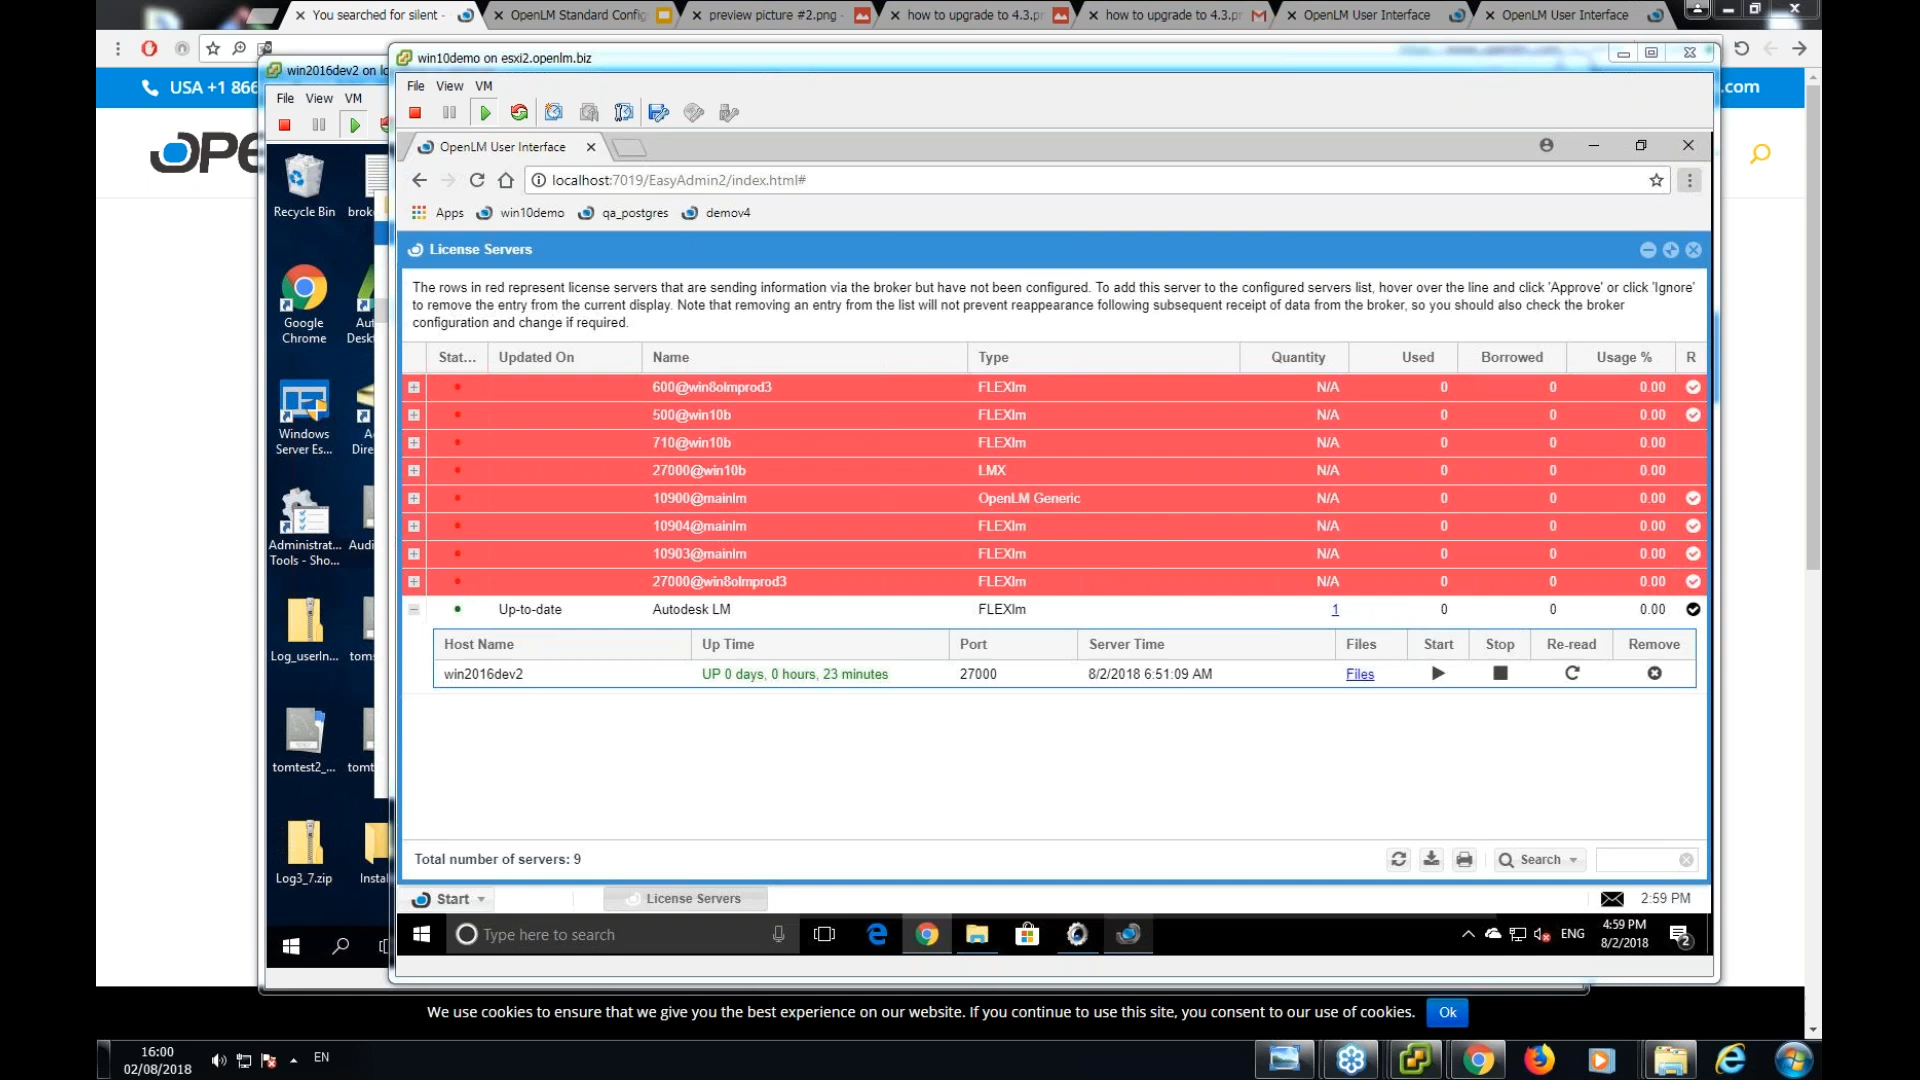 You searched for silent -
OpenLM Standard Config
preview picture #2.png -
how to upgrade to 4.3.pr
how to upgrade to 4.3.pr
OpenLM User Interface
OpenLM User Interface
USA +1 866
.com
OPE
win2016dev2 on lo
File View VM
Recycle Bin
brok
Google
Chrome
Aut
Desk
Windows
Server Es...
A
Dire
Administrat...
Tools - Sho...
Audi
Log_userIn...
tom
tomtest2_...
tomt
Log3_7.zip
Instal
win10demo on esxi2.openlm.biz
File View VM
OpenLM User Interface
localhost:7019/EasyAdmin2/index.html#
Apps win10demo qa_postgres demov4
License Servers
The rows in red represent license servers that are sending information via the broker but have not been configured. To add this server to the configured servers list, hover over the line and click 'Approve' or click 'Ignore'
to remove the entry from the current display. Note that removing an entry from the list will not prevent reappearance following subsequent receipt of data from the broker, so you should also check the broker
configuration and change if required.
Stat... Updated On Name Type Quantity Used Borrowed Usage % R
600@win8olmprod3 FLEXlm N/A 0 0 0.00
500@win10b FLEXlm N/A 0 0 0.00
710@win10b FLEXlm N/A 0 0 0.00
27000@win10b LMX N/A 0 0 0.00
10900@mainlm OpenLM Generic N/A 0 0 0.00
10904@mainlm FLEXlm N/A 0 0 0.00
10903@mainlm FLEXlm N/A 0 0 0.00
27000@win8olmprod3 FLEXlm N/A 0 0 0.00
Up-to-date Autodesk LM FLEXlm 1 0 0 0.00
Host Name Up Time Port Server Time Files Start Stop Re-read Remove
win2016dev2 UP 0 days, 0 hours, 23 minutes 27000 8/2/2018 6:51:09 AM Files
Total number of servers: 9
Search
Start License Servers 2:59 PM
Type here to search
ENG
4:59 PM
8/2/2018
2
We use cookies to ensure that we give you the best experience on our website. If you continue to use this site, you consent to our use of cookies. Ok
16:00
02/08/2018
EN